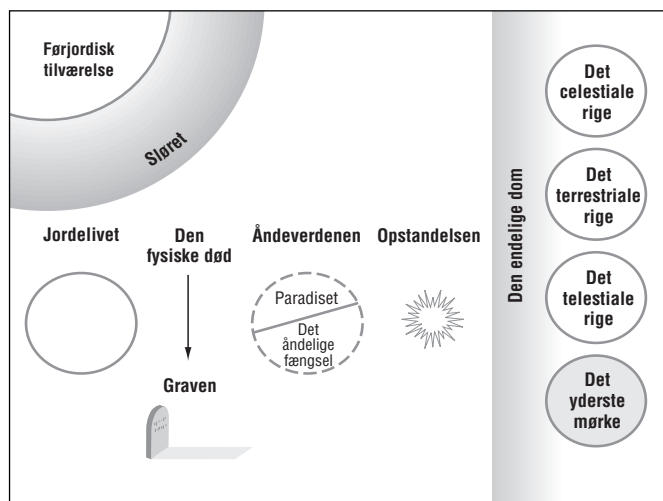 Førjordisk
tilværelse
Sløret
Jordelivet
Den
fysiske død
Graven
Åndeverdenen
Paradiset
Det
åndelige
fængsel
Opstandelsen
Den endelige dom
Det
celestiale
rige
Det
terrestriale
rige
Det
telestiale
rige
Det
yderste
mørke